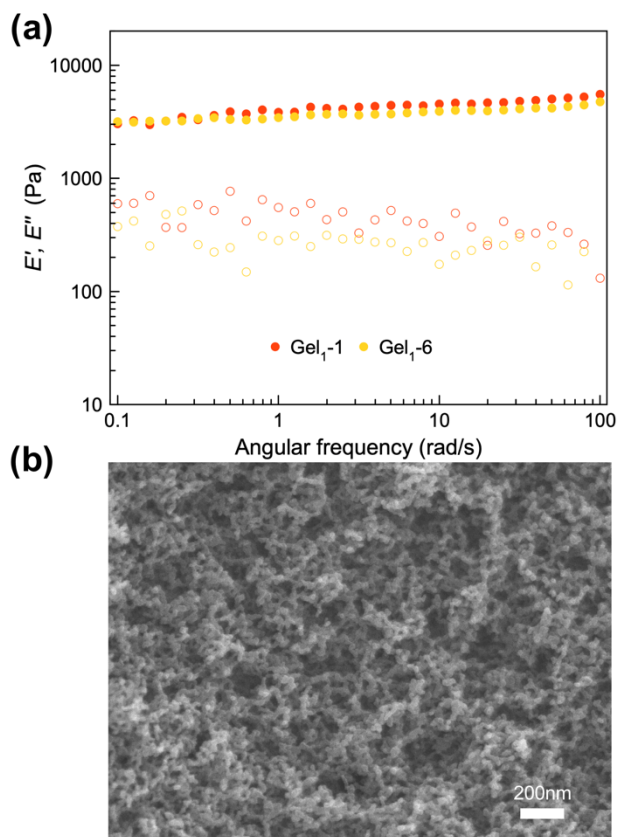 (a)
10000
1000
100
10
E′, E″ (Pa)
Gel₁-1 Gel₁-6
0.1 1 10 100
Angular frequency (rad/s)
(b)
200nm